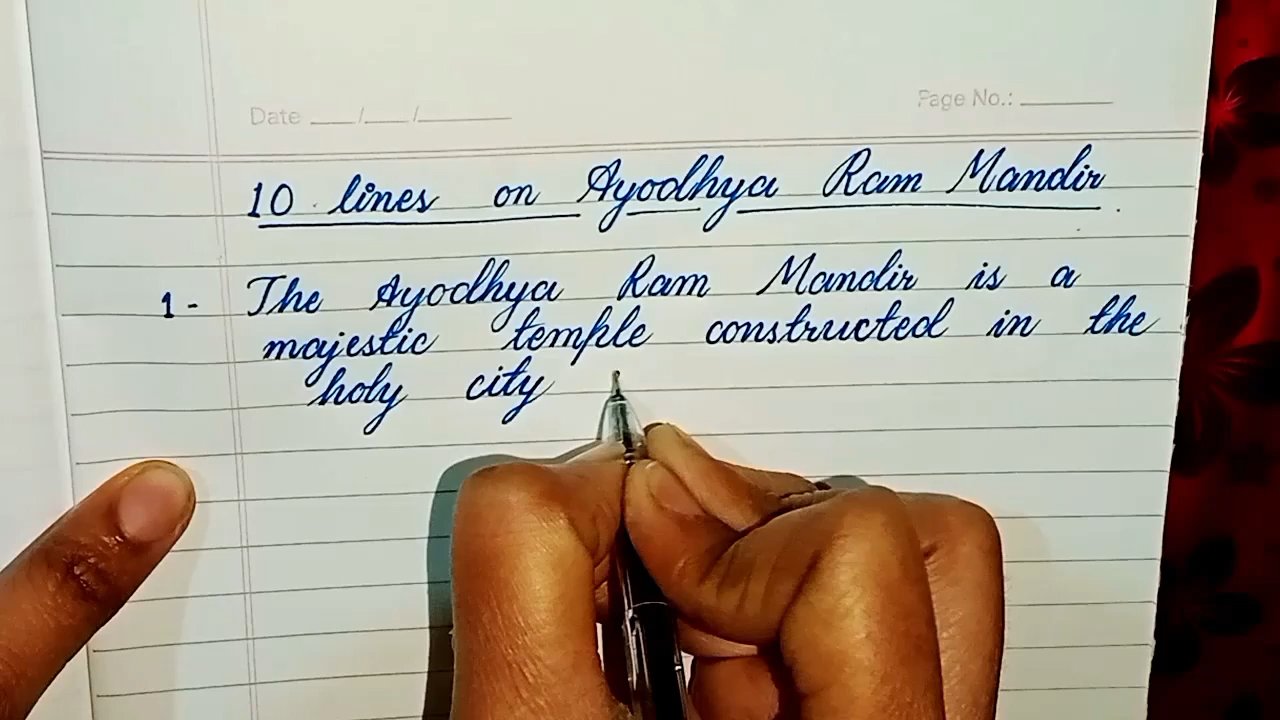 Date ___/___/______
Page No.: ________
10 lines on Ayodhya Ram Mandir
1- The Ayodhya Ram Mandir is a
majestic temple constructed in the
holy city